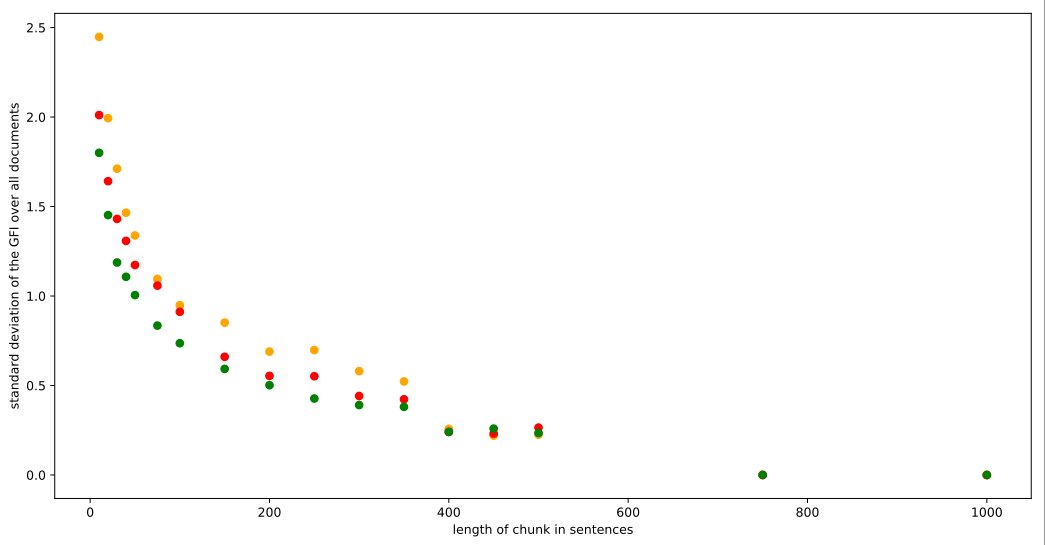 2.5
2.0
1.5
1.0
0.5
0.0
standard deviation of the GFI over all documents
0 200 400 600 800 1000
length of chunk in sentences